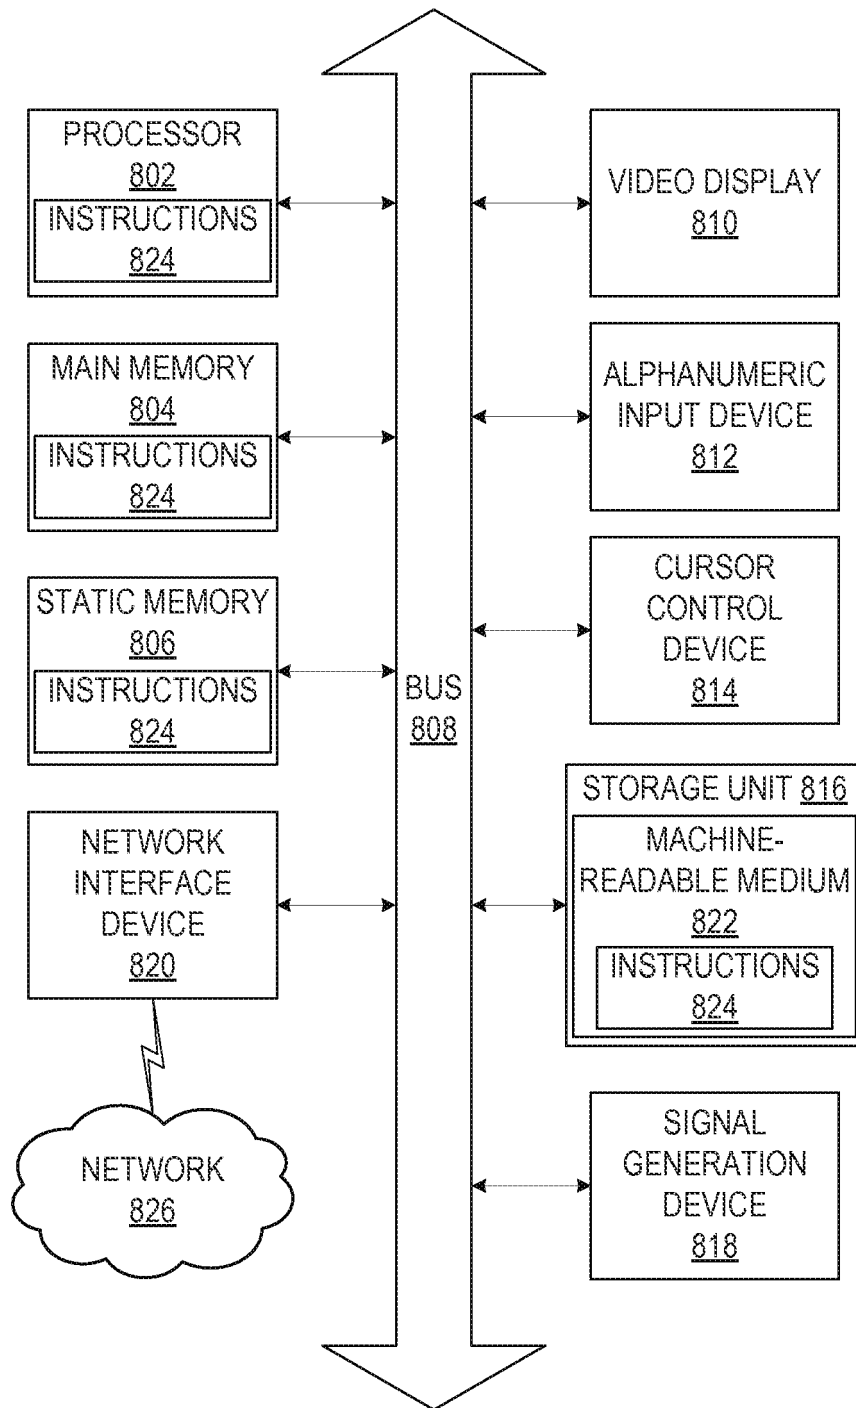 PROCESSOR
802
INSTRUCTIONS
824
MAIN MEMORY
804
INSTRUCTIONS
824
STATIC MEMORY
806
INSTRUCTIONS
824
NETWORK
INTERFACE
DEVICE
820
NETWORK
826
BUS
808
VIDEO DISPLAY
810
ALPHANUMERIC
INPUT DEVICE
812
CURSOR
CONTROL
DEVICE
814
STORAGE UNIT 816
MACHINE-
READABLE MEDIUM
822
INSTRUCTIONS
824
SIGNAL
GENERATION
DEVICE
818